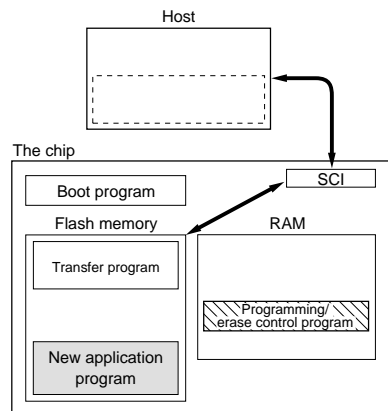 Host
The chip
SCI
Boot program
Flash memory
RAM
Transfer program
Programming/
erase control program
New application
program